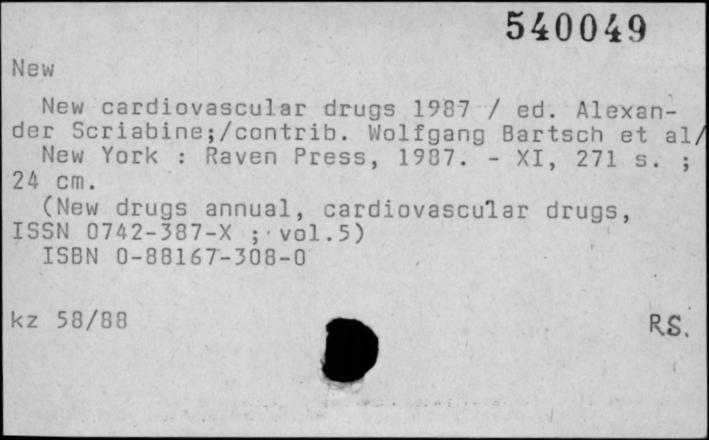 540049
New
New cardiovascular drugs 1987 / ed. Alexan-
der Scriabine;/contrib. Wolfgang Bartsch et al/
New York : Raven Press, 1987. - XI, 271 s. ;
24 cm.
(New drugs annual, cardiovascular drugs,
ISSN 0742-387-X ; vol.5)
ISBN 0-88167-308-0
kz 58/88
RS.